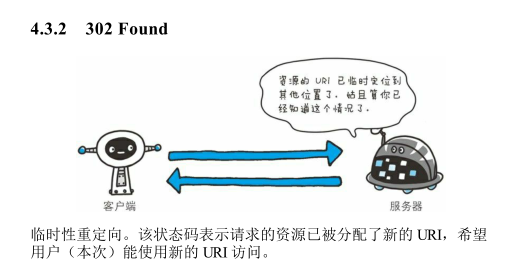 4.3.2 302 Found
资源的 URI 已临时定位到
其他位置了，姑且算你已
经知道这个情况了。
客户端
服务器
临时性重定向。该状态码表示请求的资源已被分配了新的 URI，希望
用户（本次）能使用新的 URI 访问。